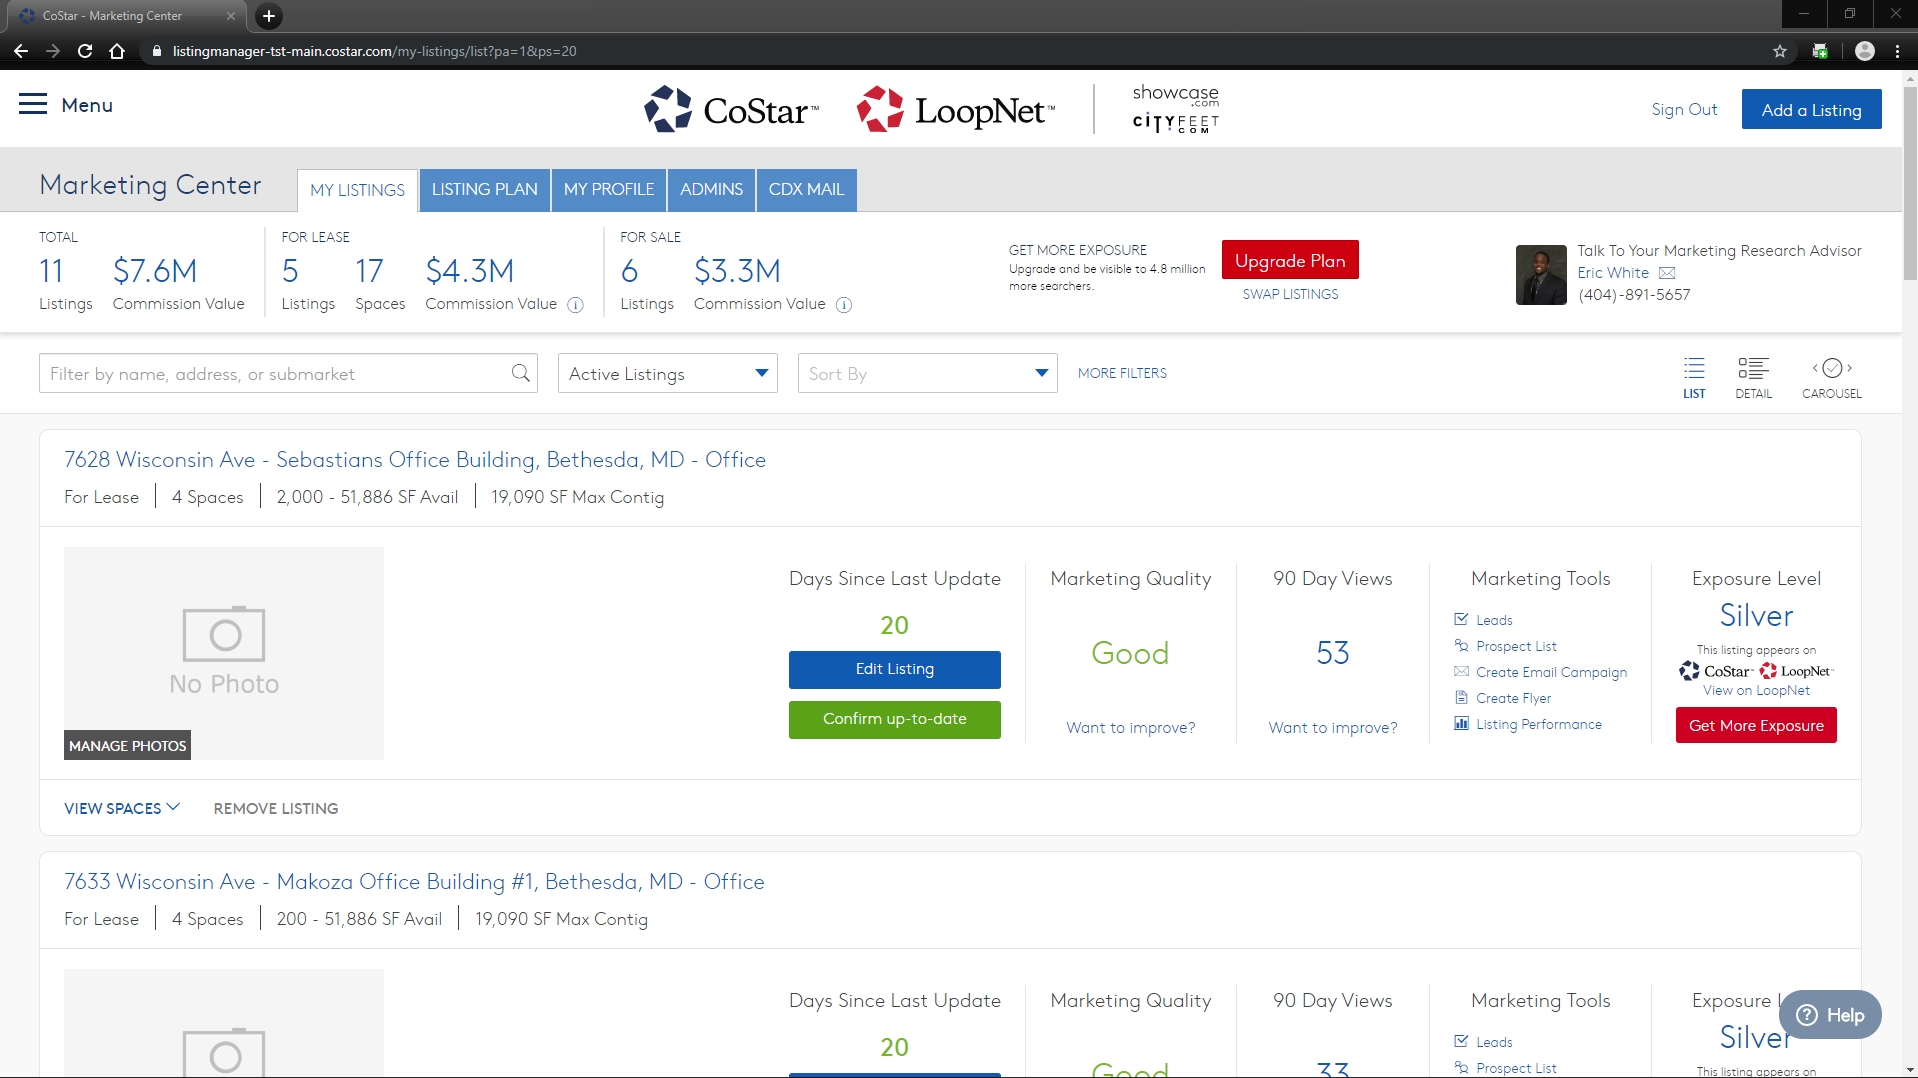 CoStar - Marketing Center
listingmanager-tst-main.costar.com/my-listings/list?pa=1&ps=20
Menu
CoStar™
LoopNet™
showcase
.com
CITYFEET
COM
Sign Out
Add a Listing
Marketing Center
MY LISTINGS
LISTING PLAN
MY PROFILE
ADMINS
CDX MAIL
TOTAL
11
$7.6M
Listings
Commission Value
FOR LEASE
5
17
$4.3M
Listings
Spaces
Commission Value
FOR SALE
6
$3.3M
Listings
Commission Value
GET MORE EXPOSURE
Upgrade and be visible to 4.8 million
more searchers.
Upgrade Plan
SWAP LISTINGS
Talk To Your Marketing Research Advisor
Eric White
(404)-891-5657
Filter by name, address, or submarket
Active Listings
Sort By
MORE FILTERS
LIST
DETAIL
CAROUSEL
7628 Wisconsin Ave - Sebastians Office Building, Bethesda, MD - Office
For Lease
4 Spaces
2,000 - 51,886 SF Avail
19,090 SF Max Contig
No Photo
MANAGE PHOTOS
Days Since Last Update
20
Edit Listing
Confirm up-to-date
Marketing Quality
Good
Want to improve?
90 Day Views
53
Want to improve?
Marketing Tools
Leads
Prospect List
Create Email Campaign
Create Flyer
Listing Performance
Exposure Level
Silver
This listing appears on
CoStar™ LoopNet™
View on LoopNet
Get More Exposure
VIEW SPACES
REMOVE LISTING
7633 Wisconsin Ave - Makoza Office Building #1, Bethesda, MD - Office
For Lease
4 Spaces
200 - 51,886 SF Avail
19,090 SF Max Contig
Days Since Last Update
20
Marketing Quality
Good
90 Day Views
33
Marketing Tools
Leads
Prospect List
Exposure L
Silver
This listing appears on
Help